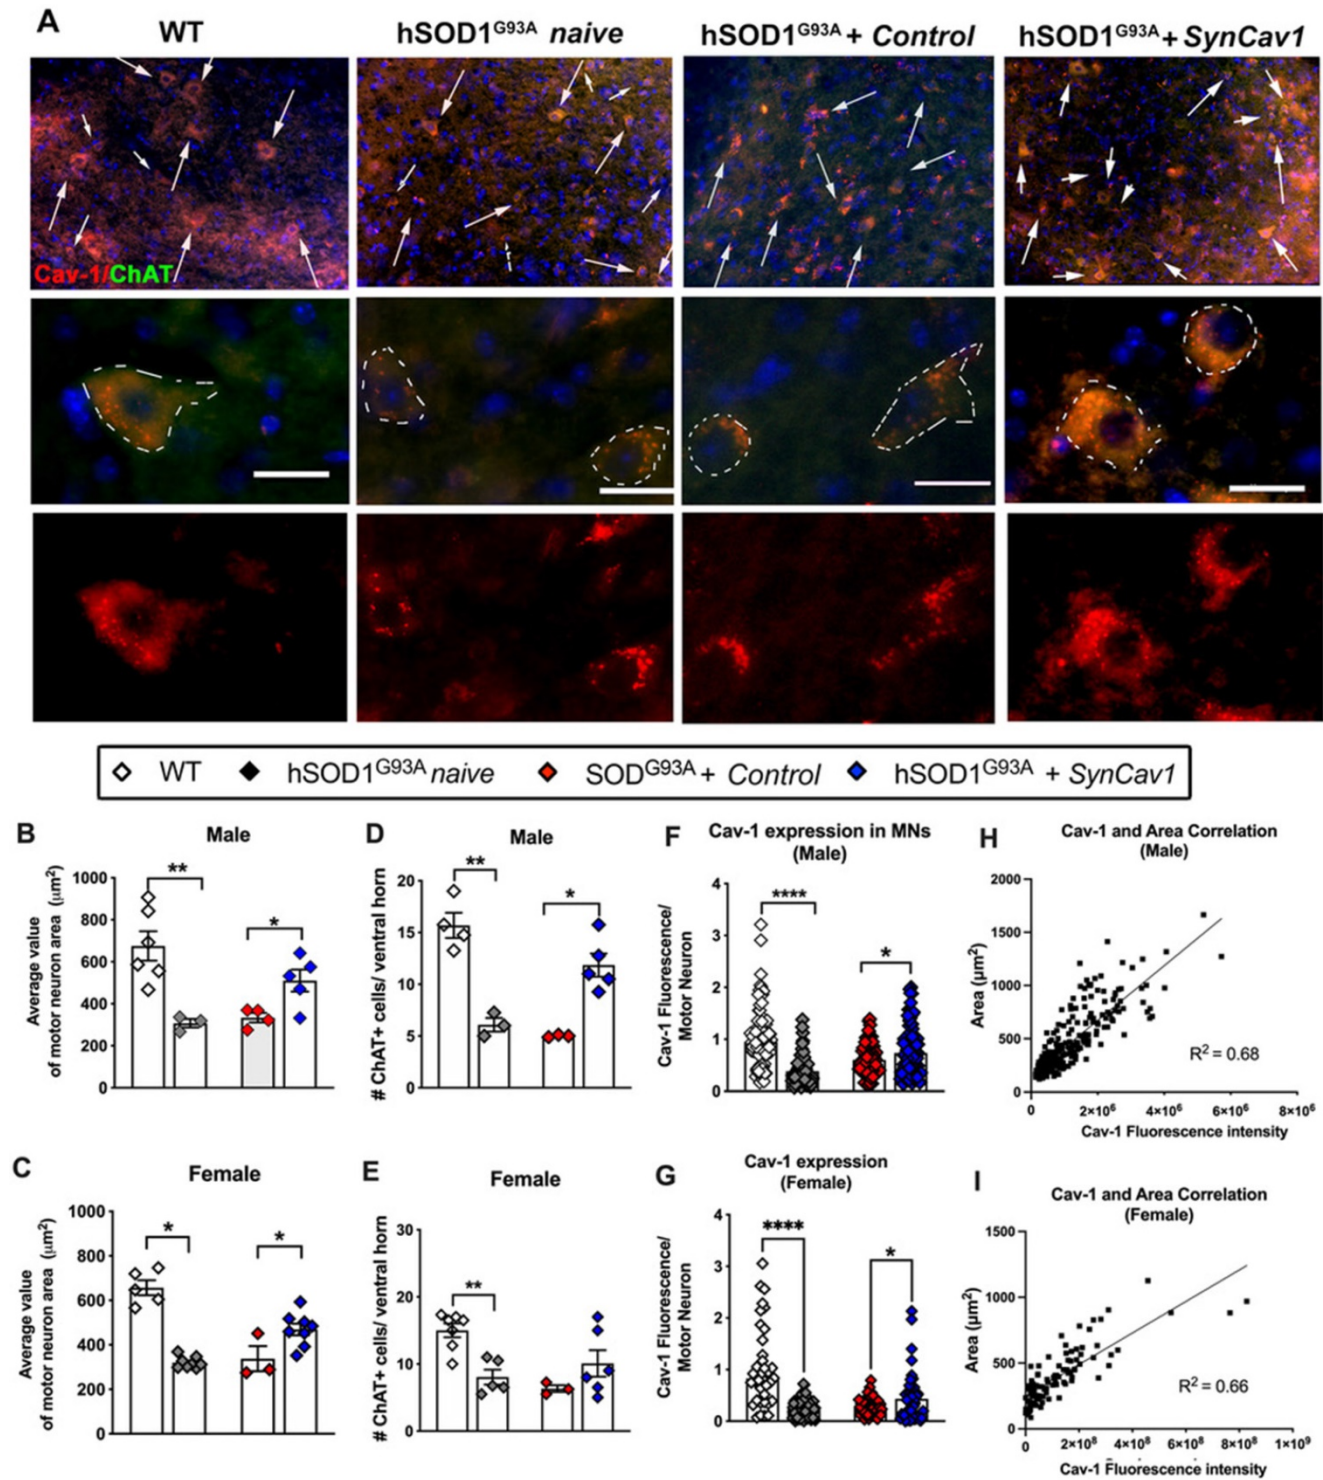 A
WT
hSOD1G93A naive
hSOD1G93A + Control
hSOD1G93A + SynCav1
Cav-1/ChAT
WT
hSOD1G93A naive
SODG93A + Control
hSOD1G93A + SynCav1
B
Male
Average value
of motor neuron area (μm2)
1000
800
600
400
200
0
**
*
D
Male
# ChAT+ cells/ ventral horn
20
15
10
5
0
**
*
F
Cav-1 expression in MNs
(Male)
Cav-1 Fluorescence/
Motor Neuron
4
3
2
1
0
****
*
H
Cav-1 and Area Correlation
(Male)
Area (μm2)
2000
1500
1000
500
0
R2 = 0.68
0
2×106
4×106
6×106
8×106
Cav-1 Fluorescence intensity
C
Female
Average value
of motor neuron area (μm2)
1000
800
600
400
200
0
*
*
E
Female
# ChAT+ cells/ ventral horn
30
20
10
0
**
G
Cav-1 expression
(Female)
Cav-1 Fluorescence/
Motor Neuron
4
3
2
1
0
****
*
I
Cav-1 and Area Correlation
(Female)
Area (μm2)
1500
1000
500
0
R2 = 0.66
0
2×108
4×108
6×108
8×108
1×109
Cav-1 Fluorescence intensity